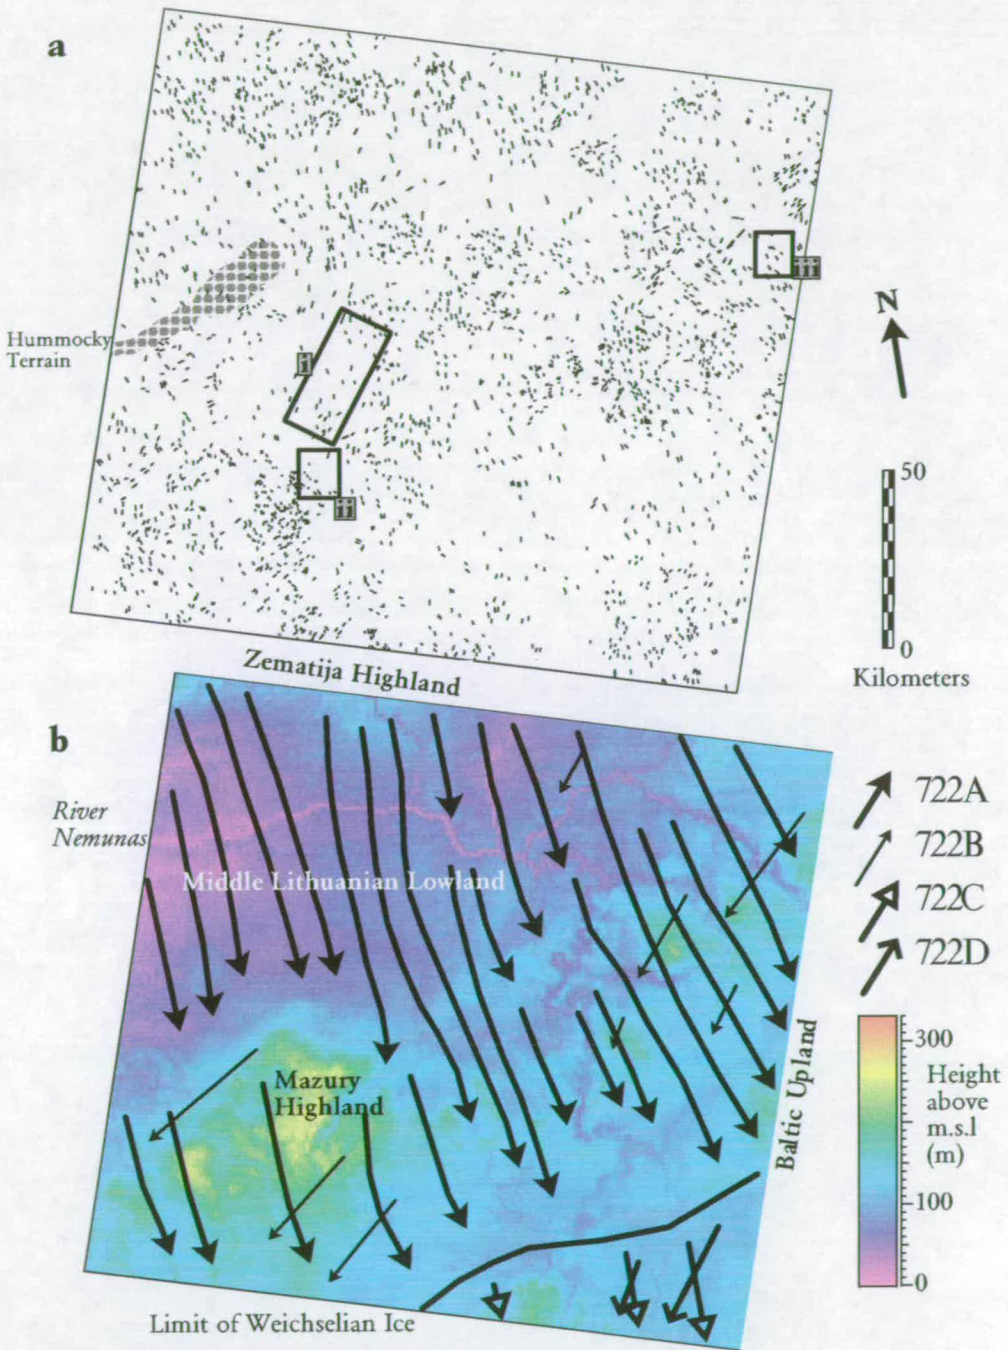 a
Hummocky
Terrain
i
ii
iii
N
50
0
Kilometers
Zematija Highland
b
River
Nemunas
Middle Lithuanian Lowland
Mazury
Highland
Baltic Upland
Limit of Weichselian Ice
722A
722B
722C
722D
300
Height
above
m.s.l
(m)
100
0